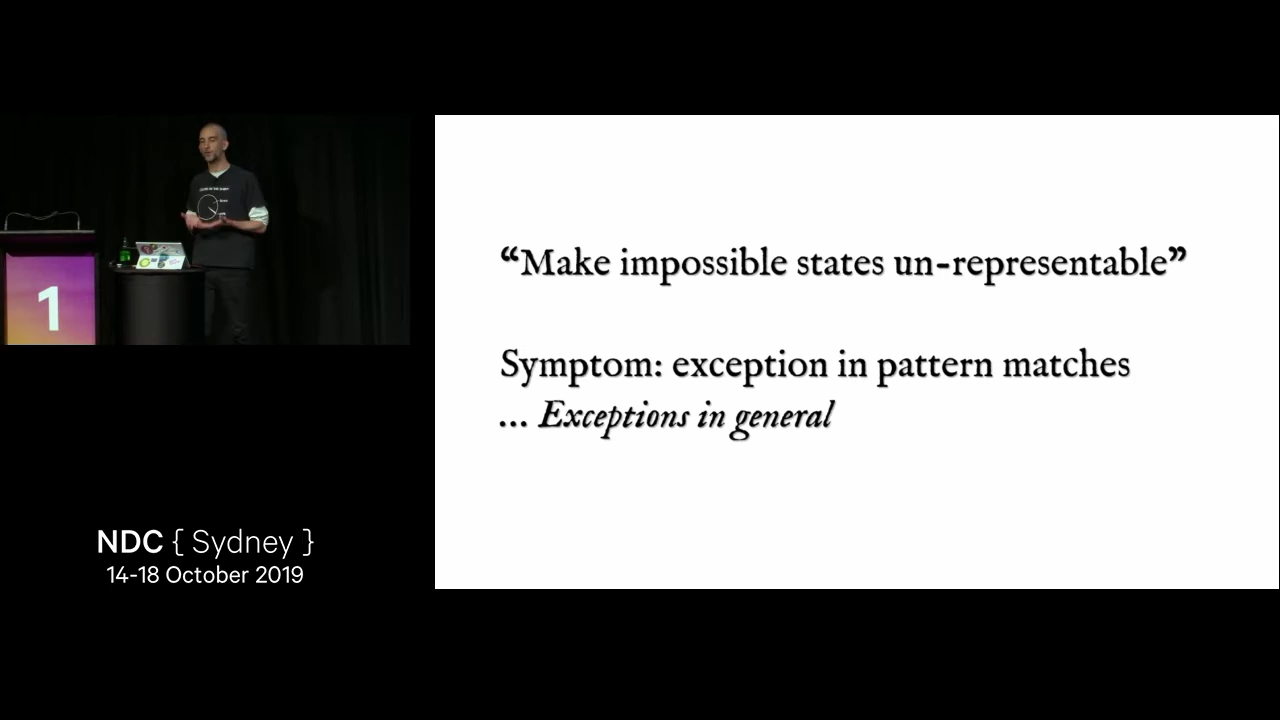 “Make impossible states un-representable”
Symptom: exception in pattern matches
... Exceptions in general
1
NDC { Sydney }
14-18 October 2019